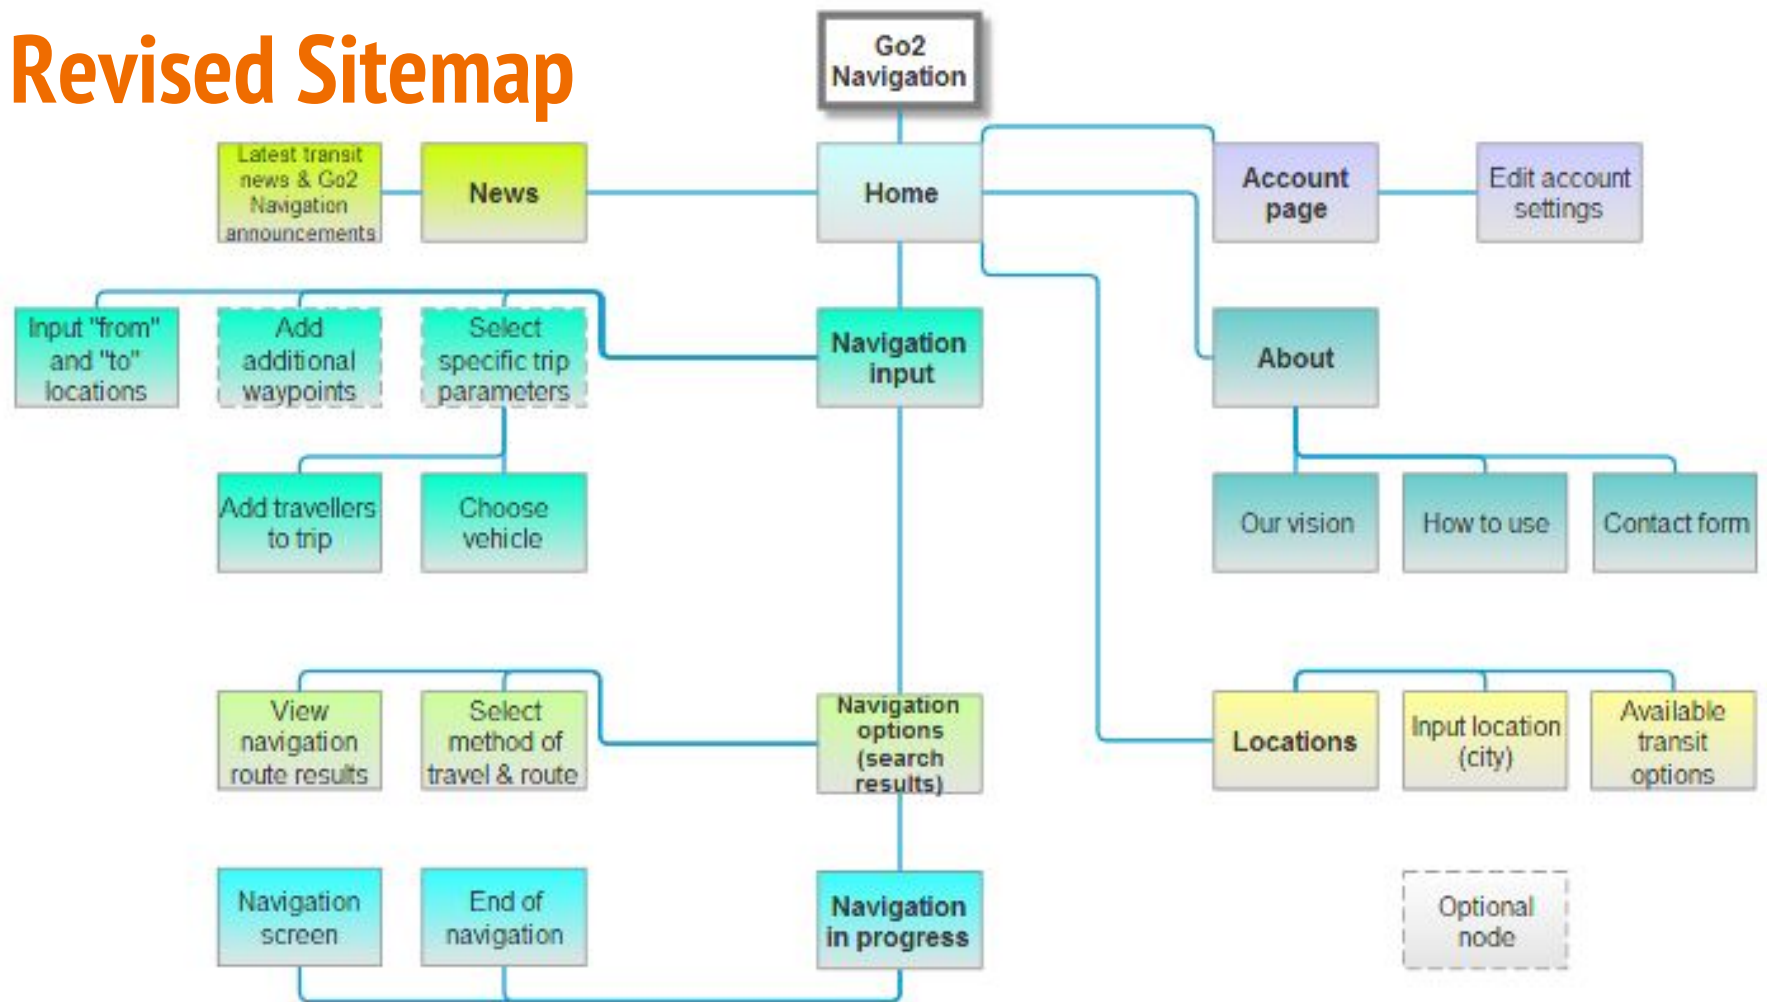 Revised Sitemap
Go2
Navigation
Latest transit
news & Go2
Navigation
announcements
News
Home
Account
page
Edit account
settings
Input "from"
and "to"
locations
Add
additional
waypoints
Select
specific trip
parameters
Navigation
input
About
Add travellers
to trip
Choose
vehicle
Our vision
How to use
Contact form
View
navigation
route results
Select
method of
travel & route
Navigation
options
(search
results)
Locations
Input location
(city)
Available
transit
options
Navigation
screen
End of
navigation
Navigation
in progress
Optional
node